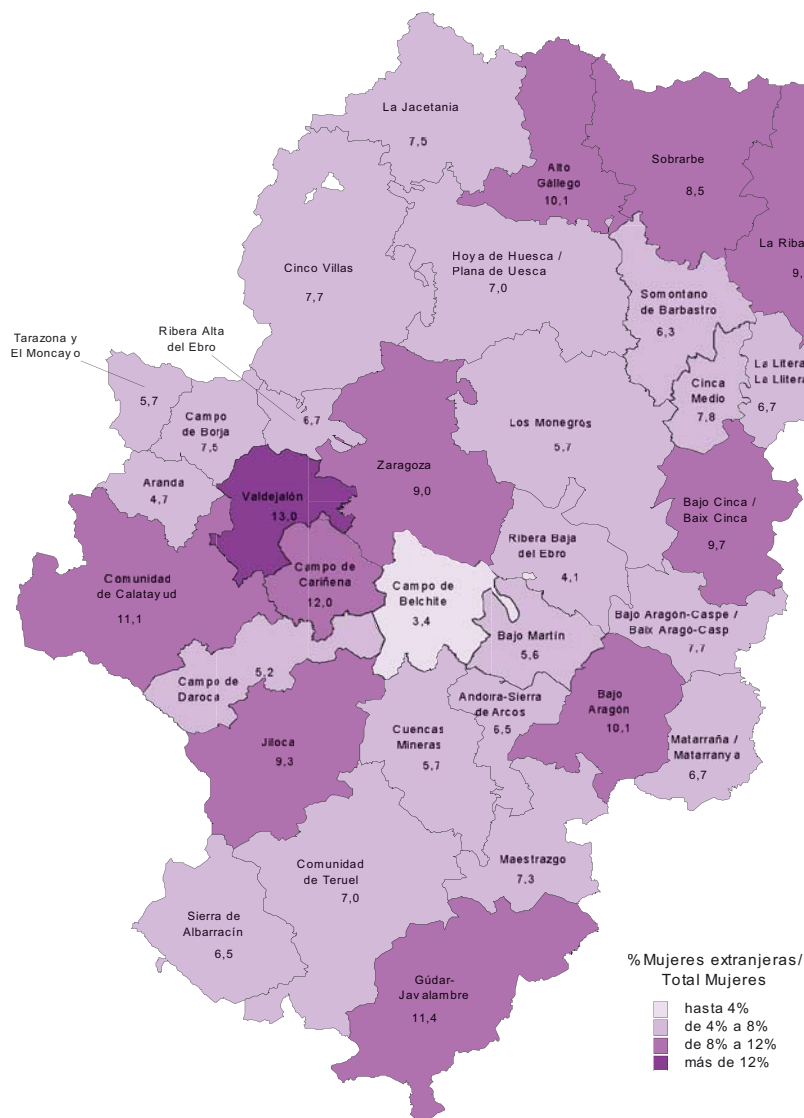 La Jacetania
7,5
Alto
Gállego
10,1
Sobrarbe
8,5
La Riba
9,
Cinco Villas
7,7
Hoya de Huesca /
Plana de Uesca
7,0
Somontano
de Barbastro
6,3
Tarazona y
El Moncayo
5,7
Ribera Alta
del Ebro
6,7
Campo
de Borja
7,5
La Litera
La Llitera
6,7
Cinca
Medio
7,8
Los Monegros
5,7
Zaragoza
9,0
Aranda
4,7
Valdejalón
13,0
Bajo Cinca /
Baix Cinca
9,7
Ribera Baja
del Ebro
4,1
Comunidad
de Calatayud
11,1
Campo de
Cariñena
12,0
Campo de
Belchite
3,4
Bajo Aragón-Caspe /
Baix Aragó-Casp
7,7
Bajo Martín
5,6
Campo de
Daroca
5,2
Andorra-Sierra
de Arcos
6,5
Bajo
Aragón
10,1
Jiloca
9,3
Cuencas
Mineras
5,7
Matarraña /
Matarranya
6,7
Maestrazgo
7,3
Comunidad
de Teruel
7,0
Sierra de
Albarracín
6,5
Gúdar-
Javalambre
11,4
% Mujeres extranjeras/
Total Mujeres
hasta 4%
de 4% a 8%
de 8% a 12%
más de 12%